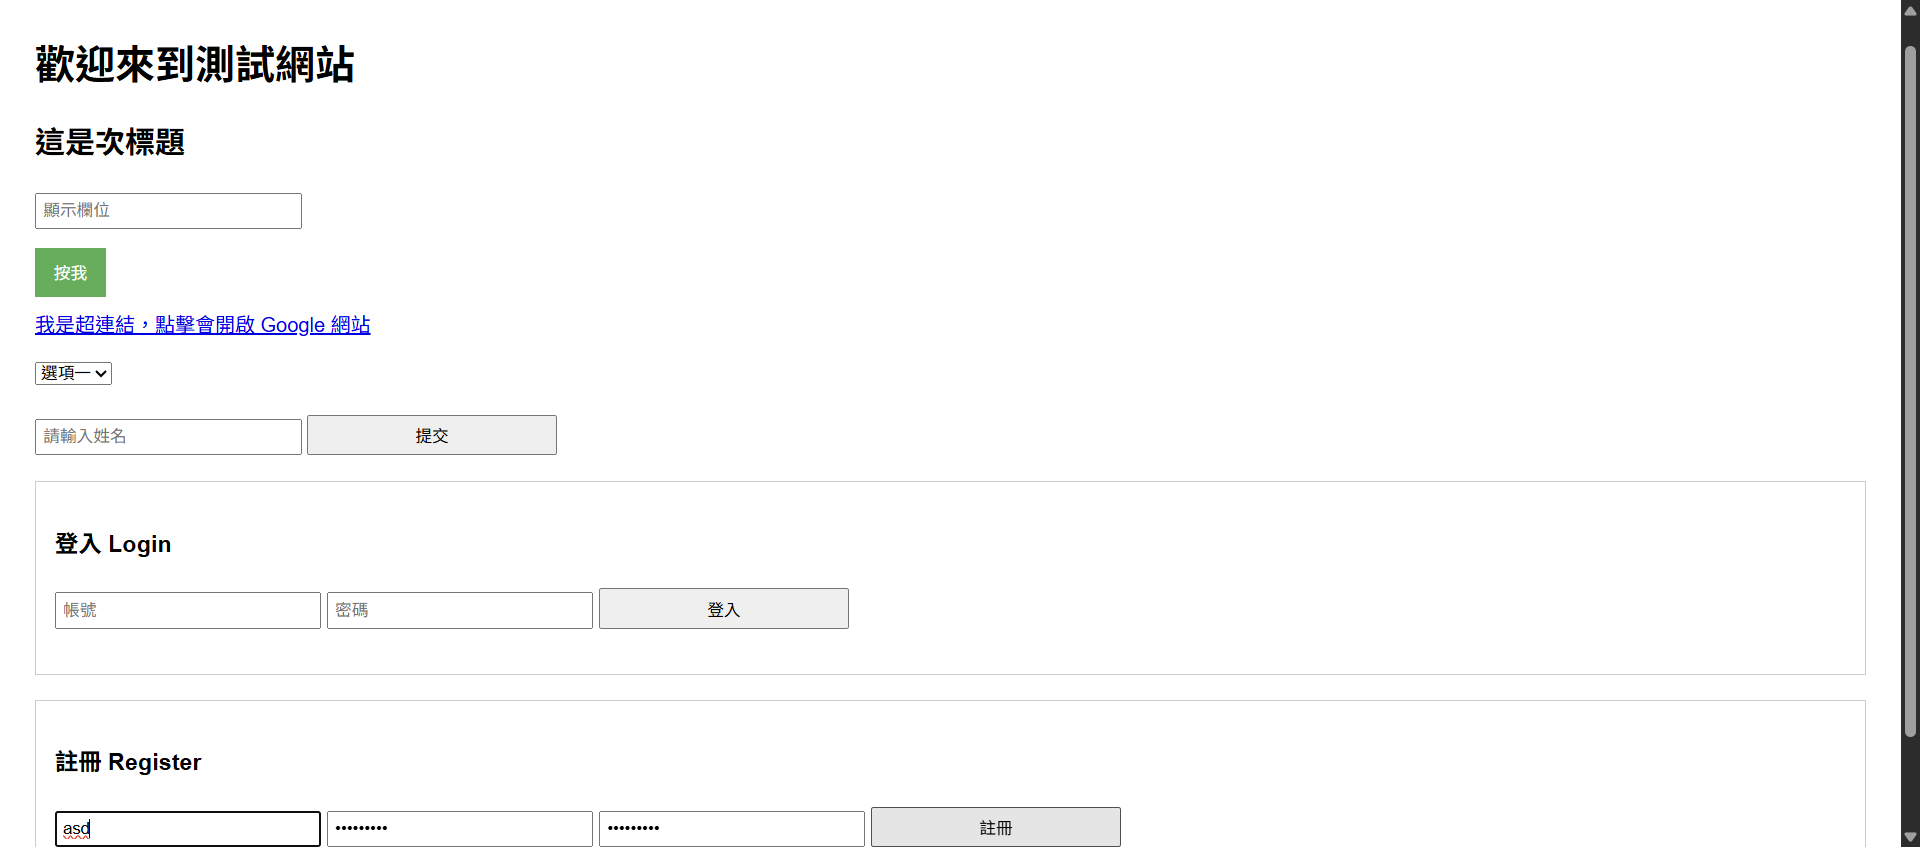 歡迎來到測試網站
這是次標題
顯示欄位
按我
我是超連結，點擊會開啟 Google 網站
選項一
請輸入姓名 提交
登入 Login
帳號 密碼 登入
註冊 Register
asd ••••••••• ••••••••• 註冊